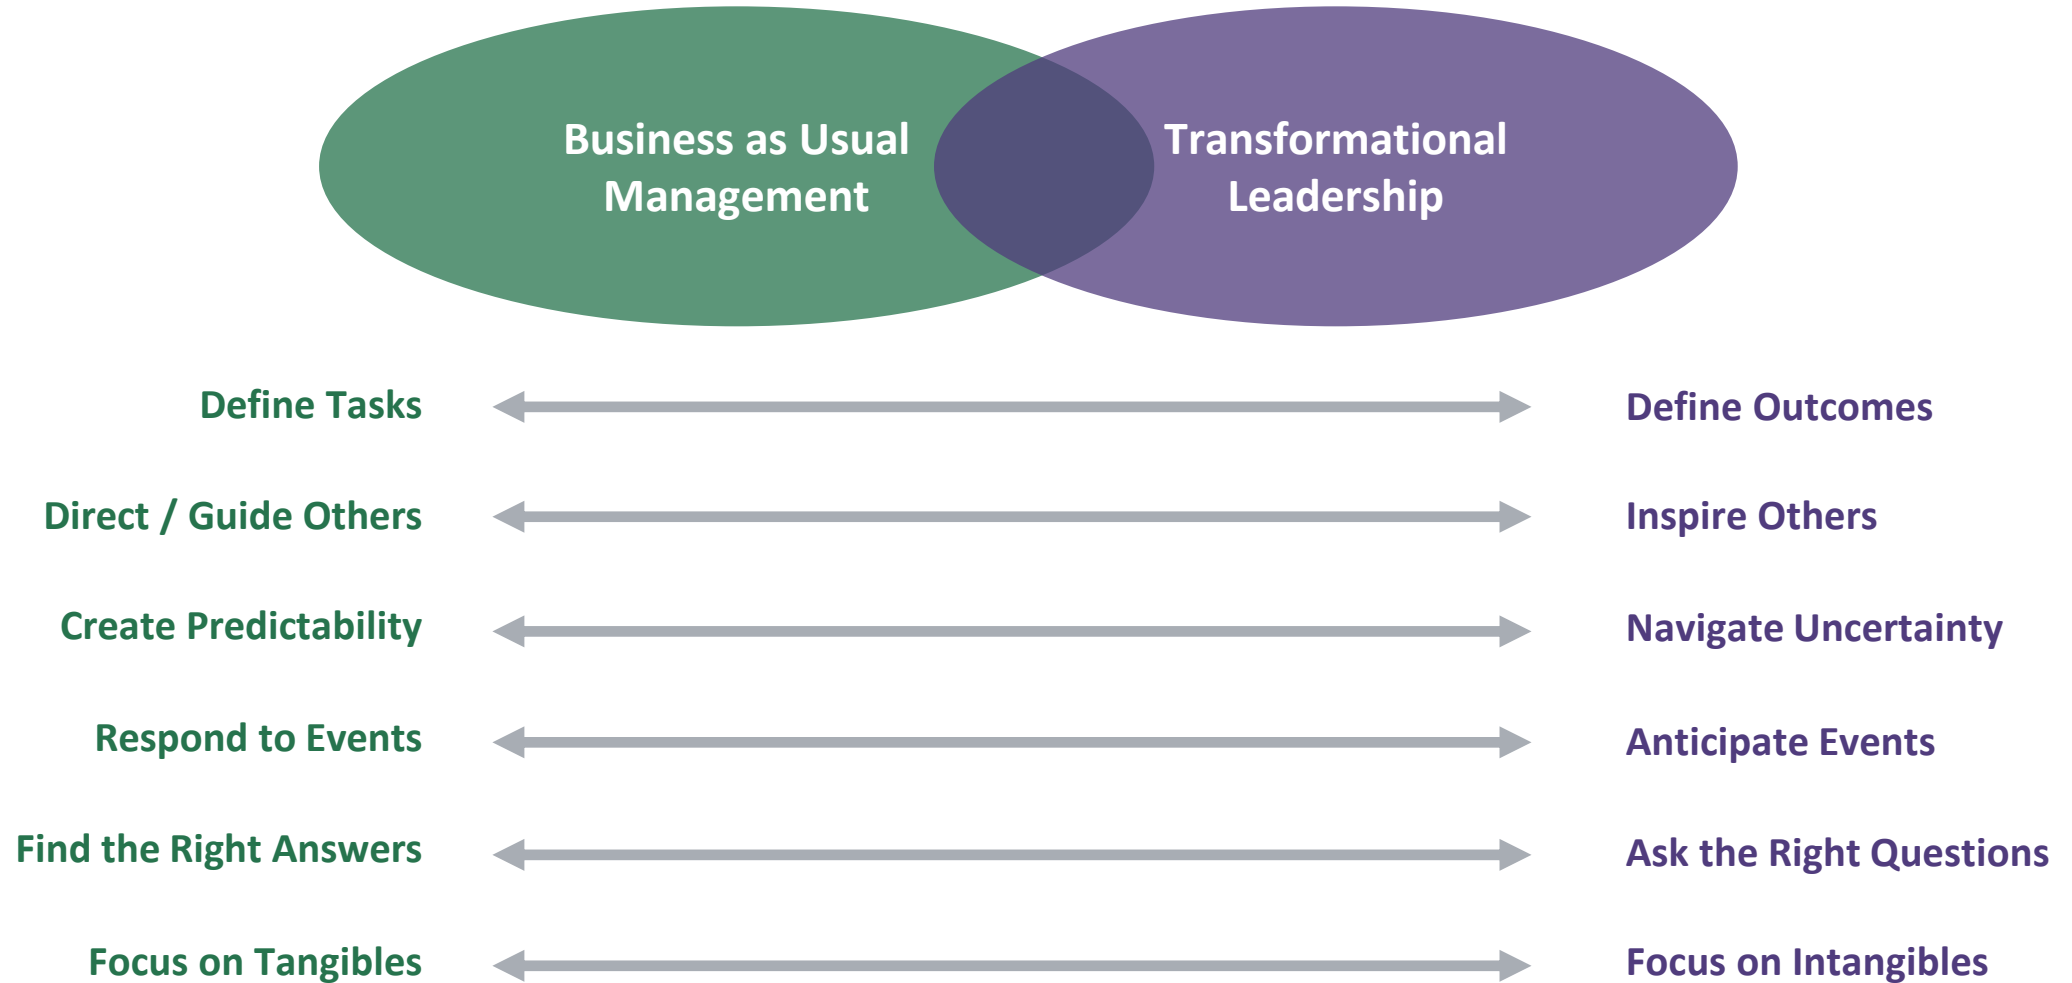 Business as Usual
Management
Transformational
Leadership
Define Tasks
Define Outcomes
Direct / Guide Others
Inspire Others
Create Predictability
Navigate Uncertainty
Respond to Events
Anticipate Events
Find the Right Answers
Ask the Right Questions
Focus on Tangibles
Focus on Intangibles